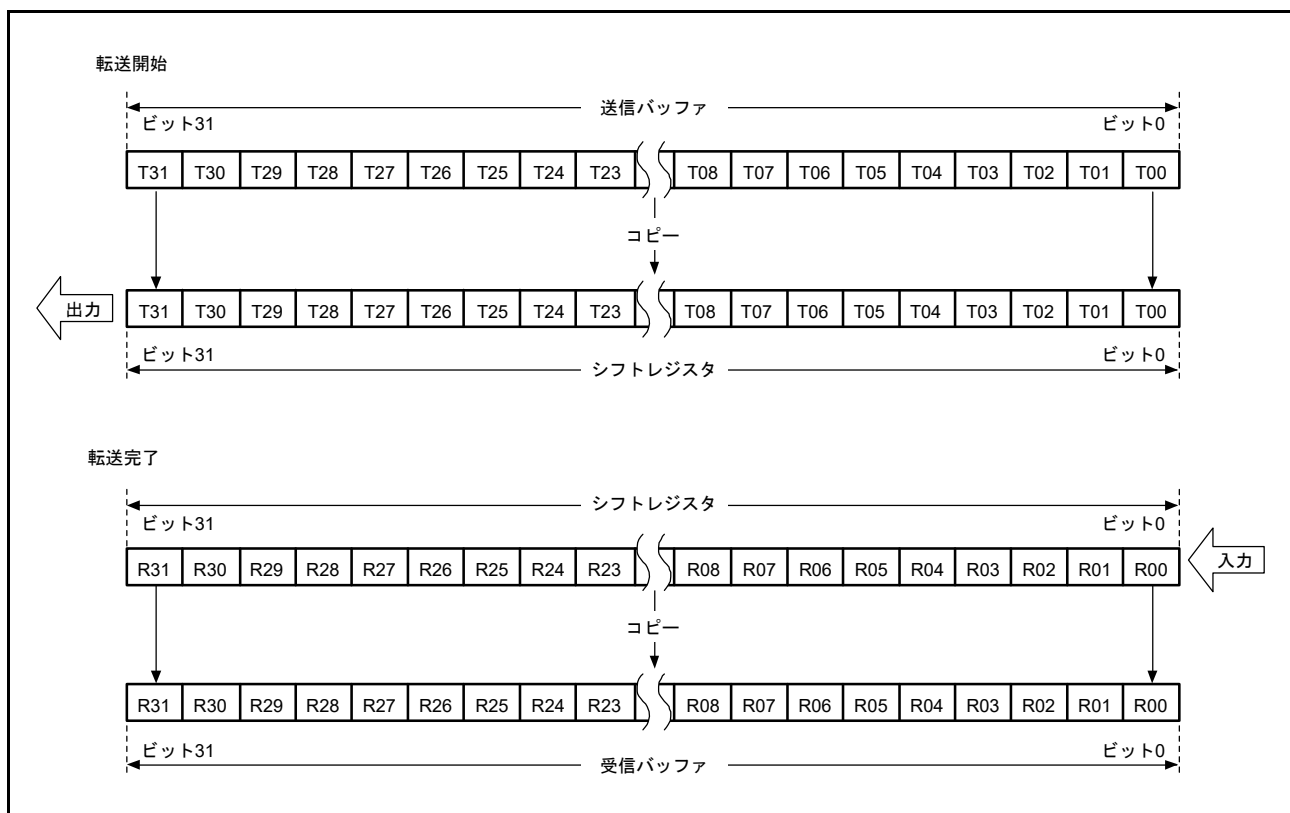 転送開始
送信バッファ
ビット31 ビット0
T31 T30 T29 T28 T27 T26 T25 T24 T23 T08 T07 T06 T05 T04 T03 T02 T01 T00
コピー
出力
T31 T30 T29 T28 T27 T26 T25 T24 T23 T08 T07 T06 T05 T04 T03 T02 T01 T00
ビット31 ビット0
シフトレジスタ
転送完了
シフトレジスタ
ビット31 ビット0
R31 R30 R29 R28 R27 R26 R25 R24 R23 R08 R07 R06 R05 R04 R03 R02 R01 R00
入力
コピー
R31 R30 R29 R28 R27 R26 R25 R24 R23 R08 R07 R06 R05 R04 R03 R02 R01 R00
ビット31 ビット0
受信バッファ